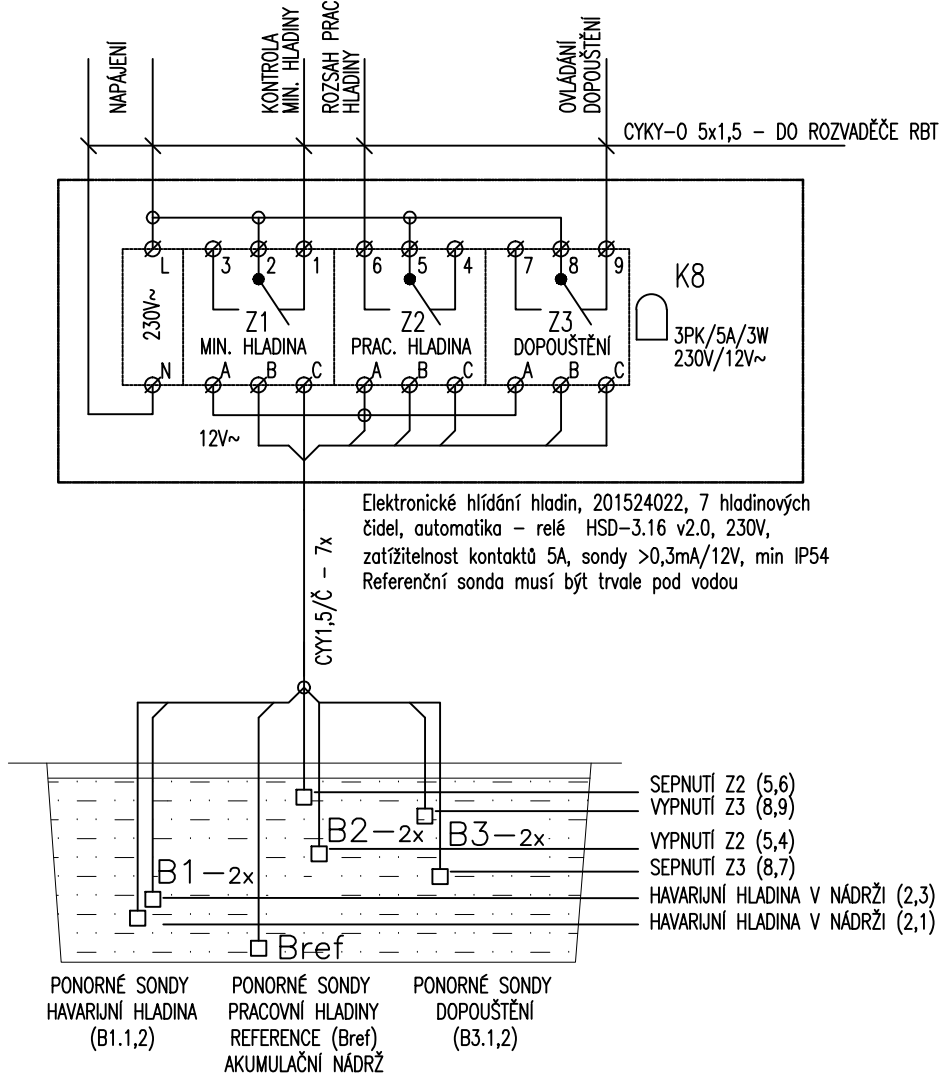 NAPÁJENÍ
KONTROLA
MIN. HLADINY
ROZSAH PRAC
HLADINY
OVLÁDÁNÍ
DOPOUŠTĚNÍ
CYKY-O 5x1,5 - DO ROZVADĚČE RBT
L 3 2 1 6 5 4 7 8 9
K8
230V~
Z1
MIN. HLADINA
Z2
PRAC. HLADINA
Z3
DOPOUŠTĚNÍ
3PK/5A/3W
230V/12V~
N A B C A B C A B C
12V~
Elektronické hlídání hladin, 201524022, 7 hladinových
čidel, automatika - relé HSD-3.16 v2.0, 230V,
zatížitelnost kontaktů 5A, sondy >0,3mA/12V, min IP54
Referenční sonda musí být trvale pod vodou
CYY1,5/Č - 7x
SEPNUTÍ Z2 (5,6)
VYPNUTÍ Z3 (8,9)
B2-2x
B3-2x
VYPNUTÍ Z2 (5,4)
SEPNUTÍ Z3 (8,7)
B1-2x
HAVARIJNÍ HLADINA V NÁDRŽI (2,3)
HAVARIJNÍ HLADINA V NÁDRŽI (2,1)
Bref
PONORNÉ SONDY
HAVARIJNÍ HLADINA
(B1.1,2)
PONORNÉ SONDY
PRACOVNÍ HLADINY
REFERENCE (Bref)
AKUMULAČNÍ NÁDRŽ
PONORNÉ SONDY
DOPOUŠTĚNÍ
(B3.1,2)